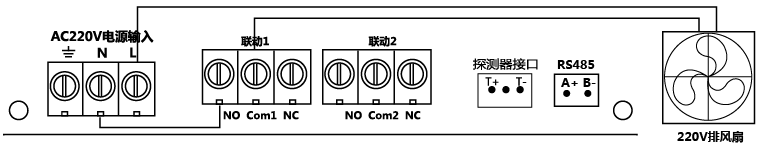 AC220V电源输入
N L
联动1
联动2
探测器接口
RS485
T+ T-
A+ B-
NO Com1 NC
NO Com2 NC
220V排风扇